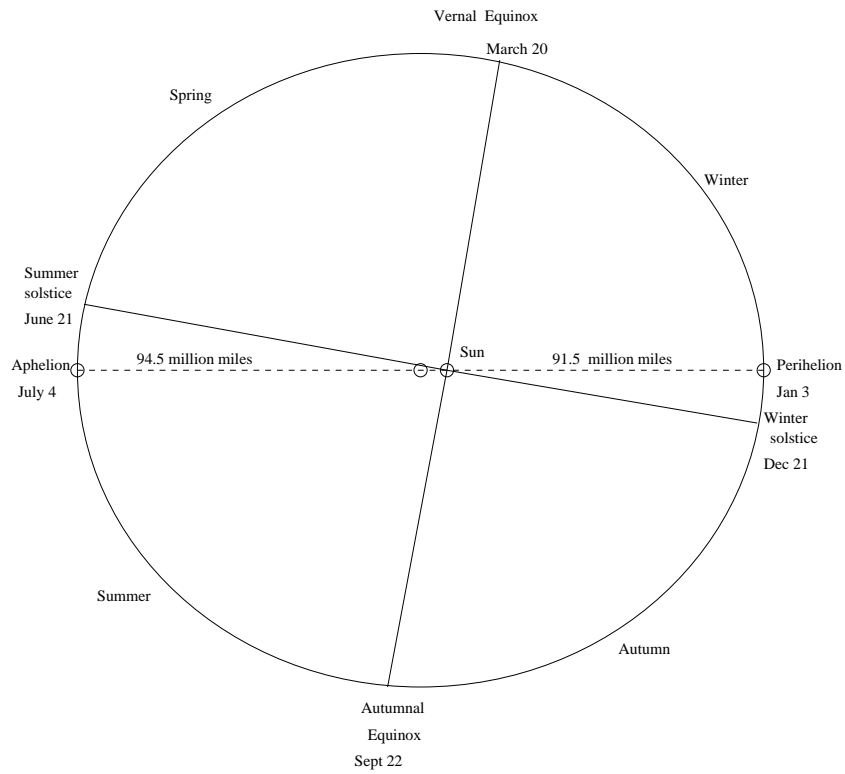 Vernal Equinox
March 20
Spring
Winter
Summer
solstice
June 21
Aphelion
July 4
94.5 million miles
Sun
91.5 million miles
Perihelion
Jan 3
Winter
solstice
Dec 21
Summer
Autumn
Autumnal
Equinox
Sept 22